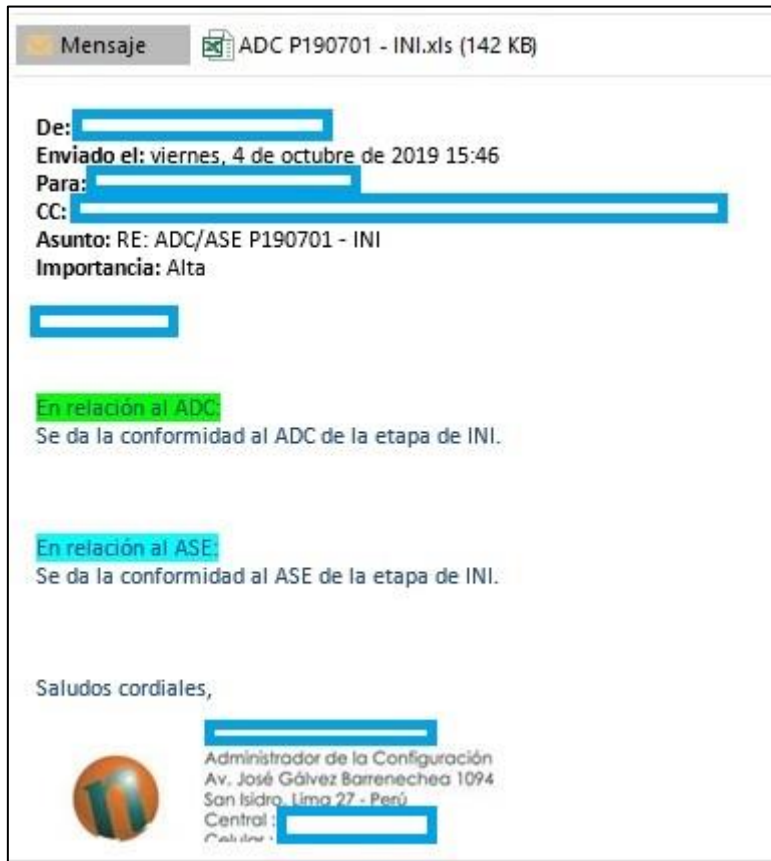 Mensaje ADC P190701 - INI.xls (142 KB)
De:
Enviado el: viernes, 4 de octubre de 2019 15:46
Para:
CC:
Asunto: RE: ADC/ASE P190701 - INI
Importancia: Alta
En relación al ADC:
Se da la conformidad al ADC de la etapa de INI.
En relación al ASE:
Se da la conformidad al ASE de la etapa de INI.
Saludos cordiales,
n
Administrador de la Configuración
Av. José Gálvez Barrenechea 1094
San Isidro, Lima 27 - Perú
Central :
Celular :